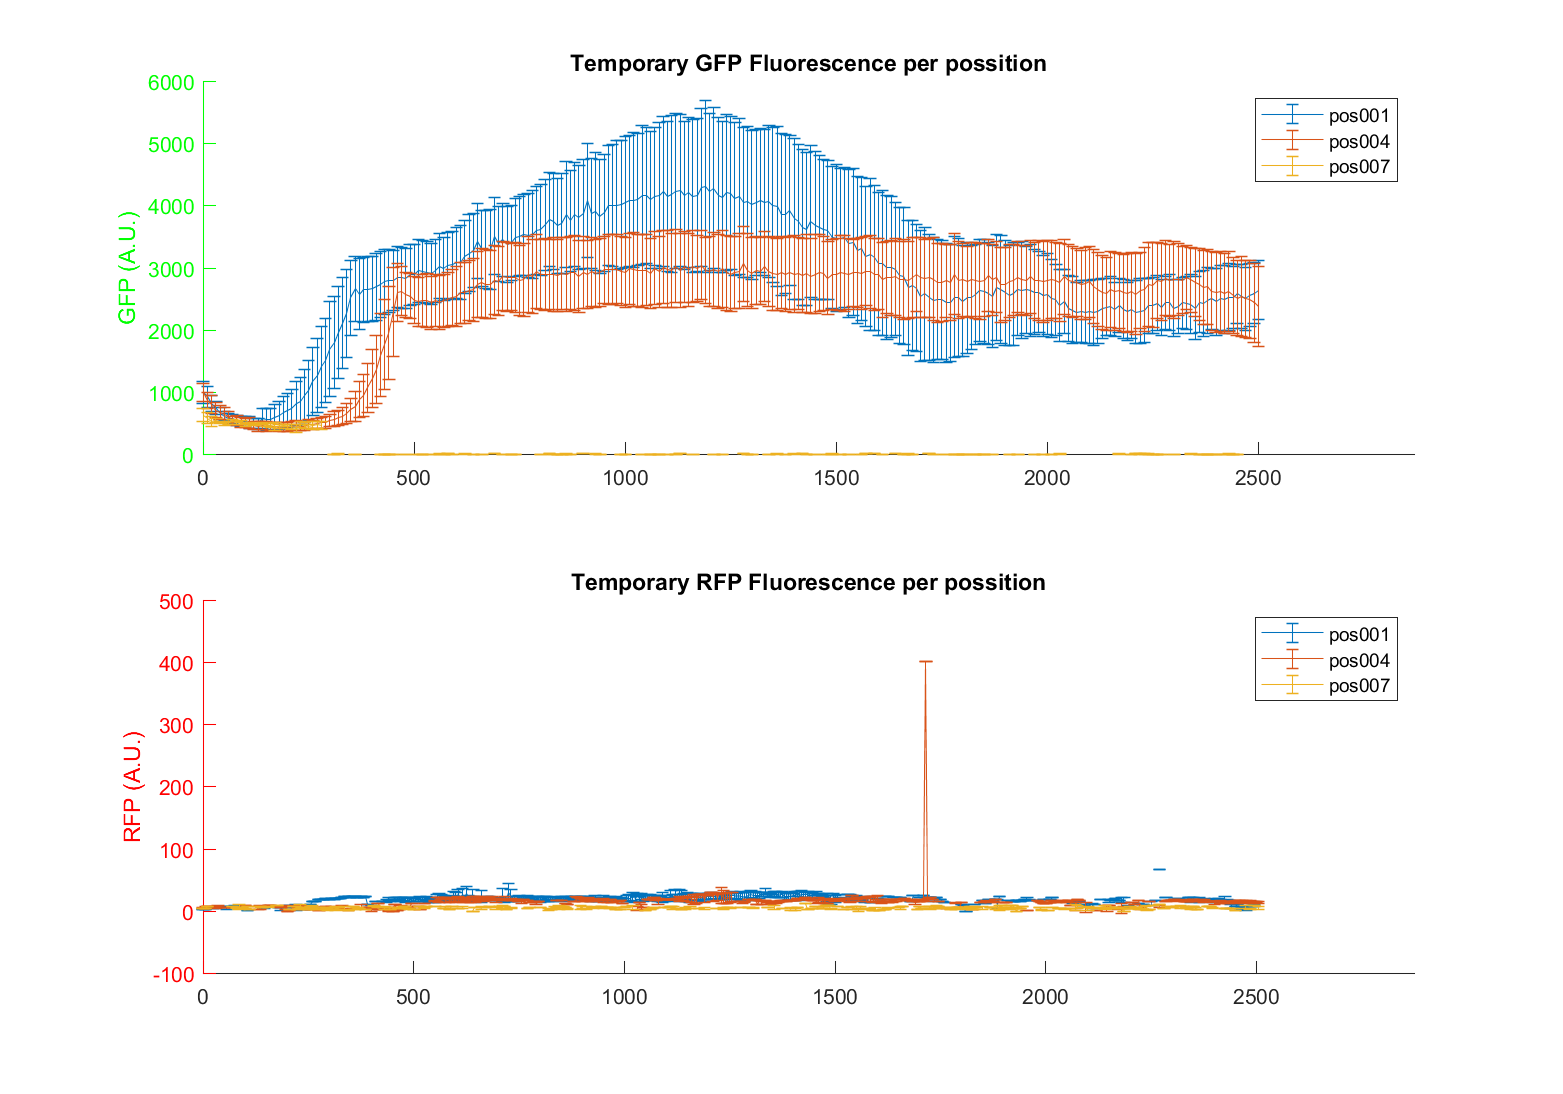 Temporary GFP Fluorescence per possition
6000
5000
4000
3000
2000
1000
0
GFP (A.U.)
0 500 1000 1500 2000 2500
pos001
pos004
pos007
Temporary RFP Fluorescence per possition
500
400
300
200
100
0
-100
RFP (A.U.)
0 500 1000 1500 2000 2500
pos001
pos004
pos007